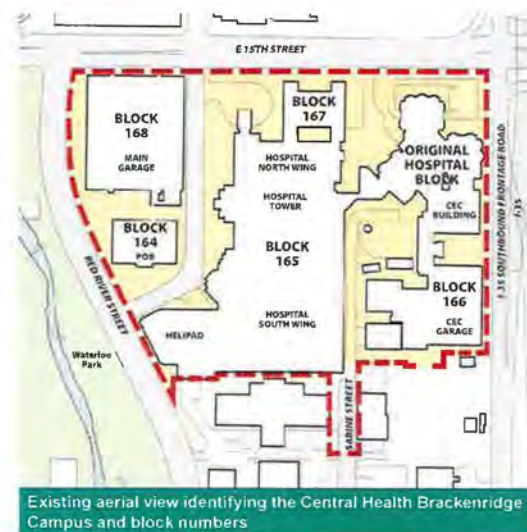 E 15TH STREET
BLOCK
168
MAIN
GARAGE
BLOCK
167
HOSPITAL
NORTH WING
ORIGINAL
HOSPITAL
BLOCK
CEC
BUILDING
HOSPITAL
TOWER
BLOCK
164
POB
BLOCK
165
BLOCK
166
CEC
GARAGE
HELIPAD
HOSPITAL
SOUTH WING
RED RIVER STREET
Waterloo
Park
SABINE STREET
I-35 SOUTHBOUND FRONTAGE ROAD
I-35
Existing aerial view identifying the Central Health Brackenridge
Campus and block numbers